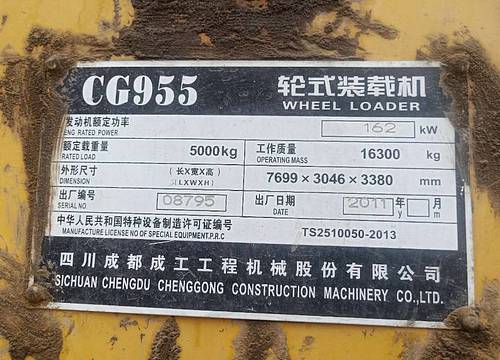 CG955 轮式装载机
WHEEL LOADER
发动机额定功率 162 kW
ENG RATED POWER
额定载重量 5000kg 工作质量 16300 kg
RATED LOAD OPERATING MASS
外形尺寸 (长X宽X高) 7699×3046×3380 mm
DIMENSION (LXWXH)
出厂编号 08795 出厂日期 2011 年 月
SERIAL NO DATE y m
中华人民共和国特种设备制造许可证编号 TS2510050-2013
MANUFACTURE LICENSE NO OF SPECIAL EQUIPMENT.P.R.C
四川成都成工工程机械股份有限公司
SICHUAN CHENGDU CHENGGONG CONSTRUCTION MACHINERY CO.,LTD.